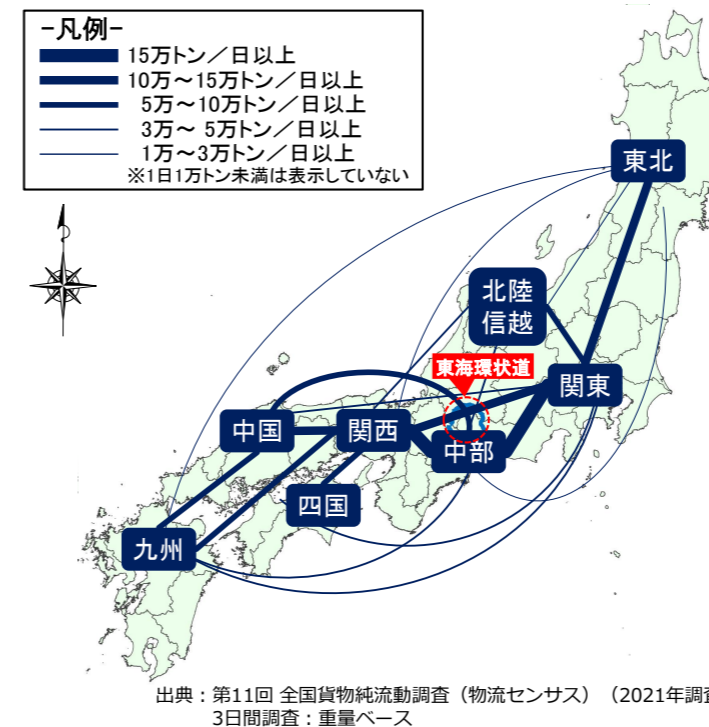 -凡例-
15万トン／日以上
10万～15万トン／日以上
5万～10万トン／日以上
3万～ 5万トン／日以上
1万～3万トン／日以上
※1日1万トン未満は表示していない
東北
北陸
信越
東海環状道
関東
中国
関西
中部
四国
九州
出典：第11回 全国貨物純流動調査（物流センサス）（2021年調査
3日間調査：重量ベース